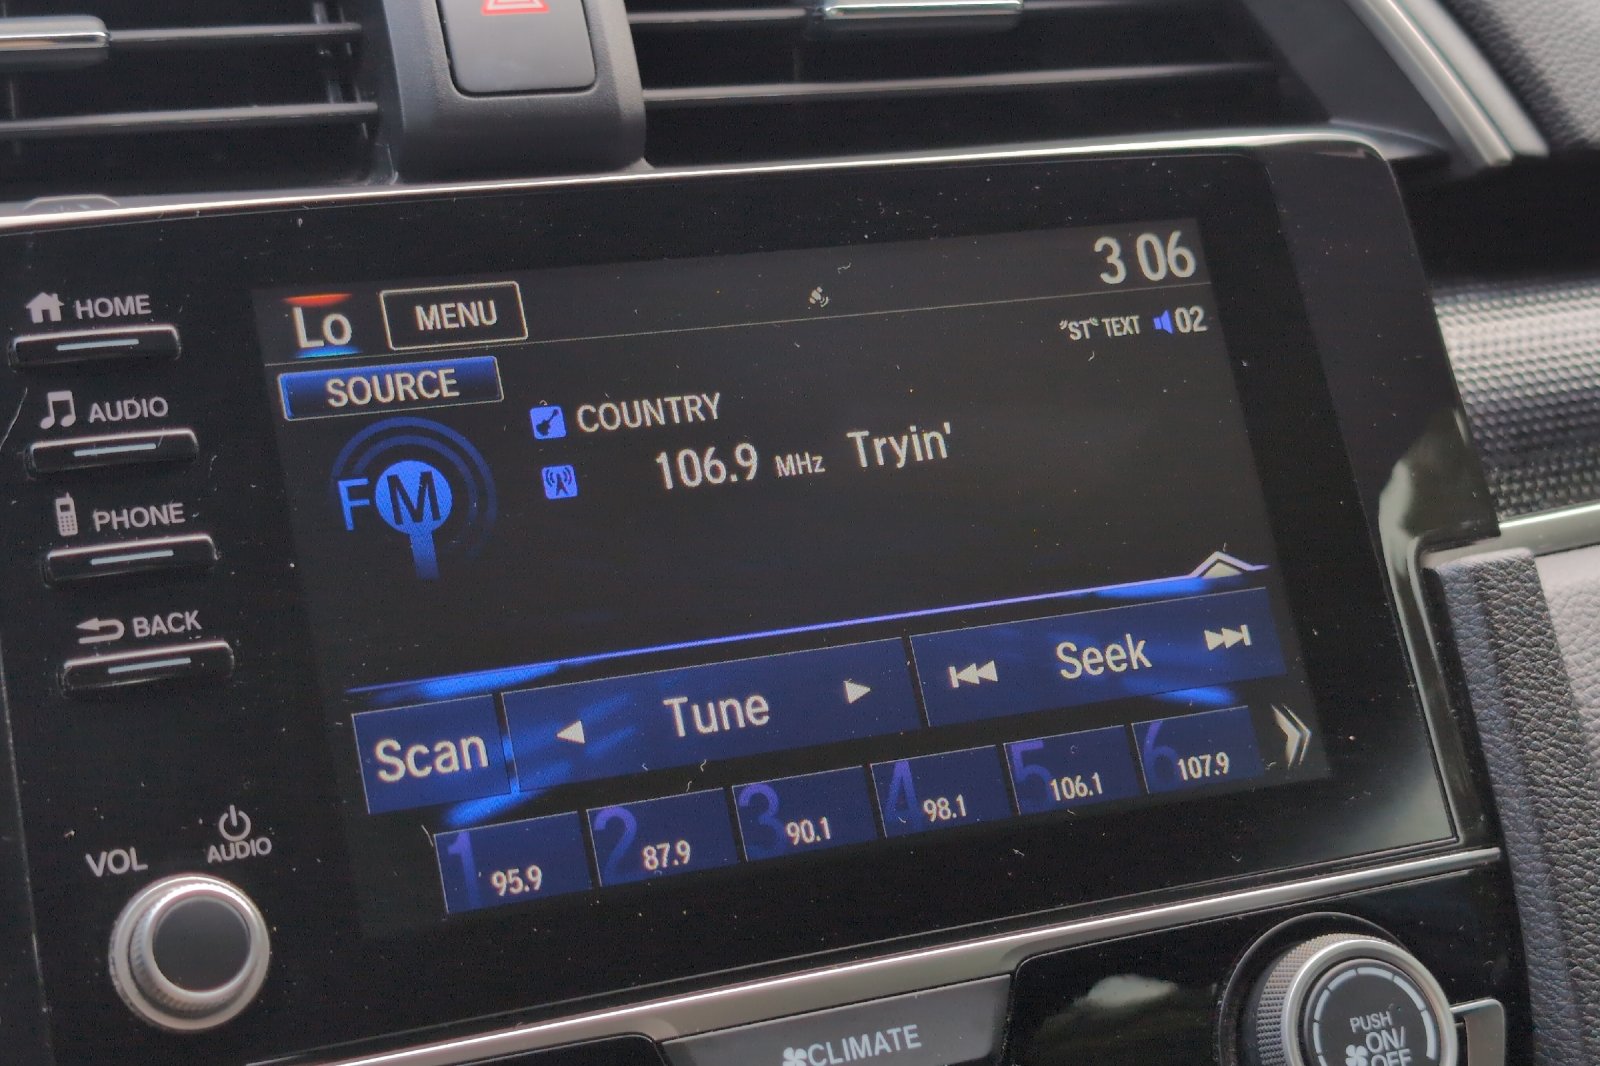 HOME
AUDIO
PHONE
BACK
VOL
AUDIO
Lo
MENU
3 06
"ST" TEXT 02
SOURCE
FM
COUNTRY
106.9 MHz Tryin'
Scan
Tune
Seek
1 95.9
2 87.9
3 90.1
4 98.1
5 106.1
6 107.9
CLIMATE
PUSH
ON/
OFF